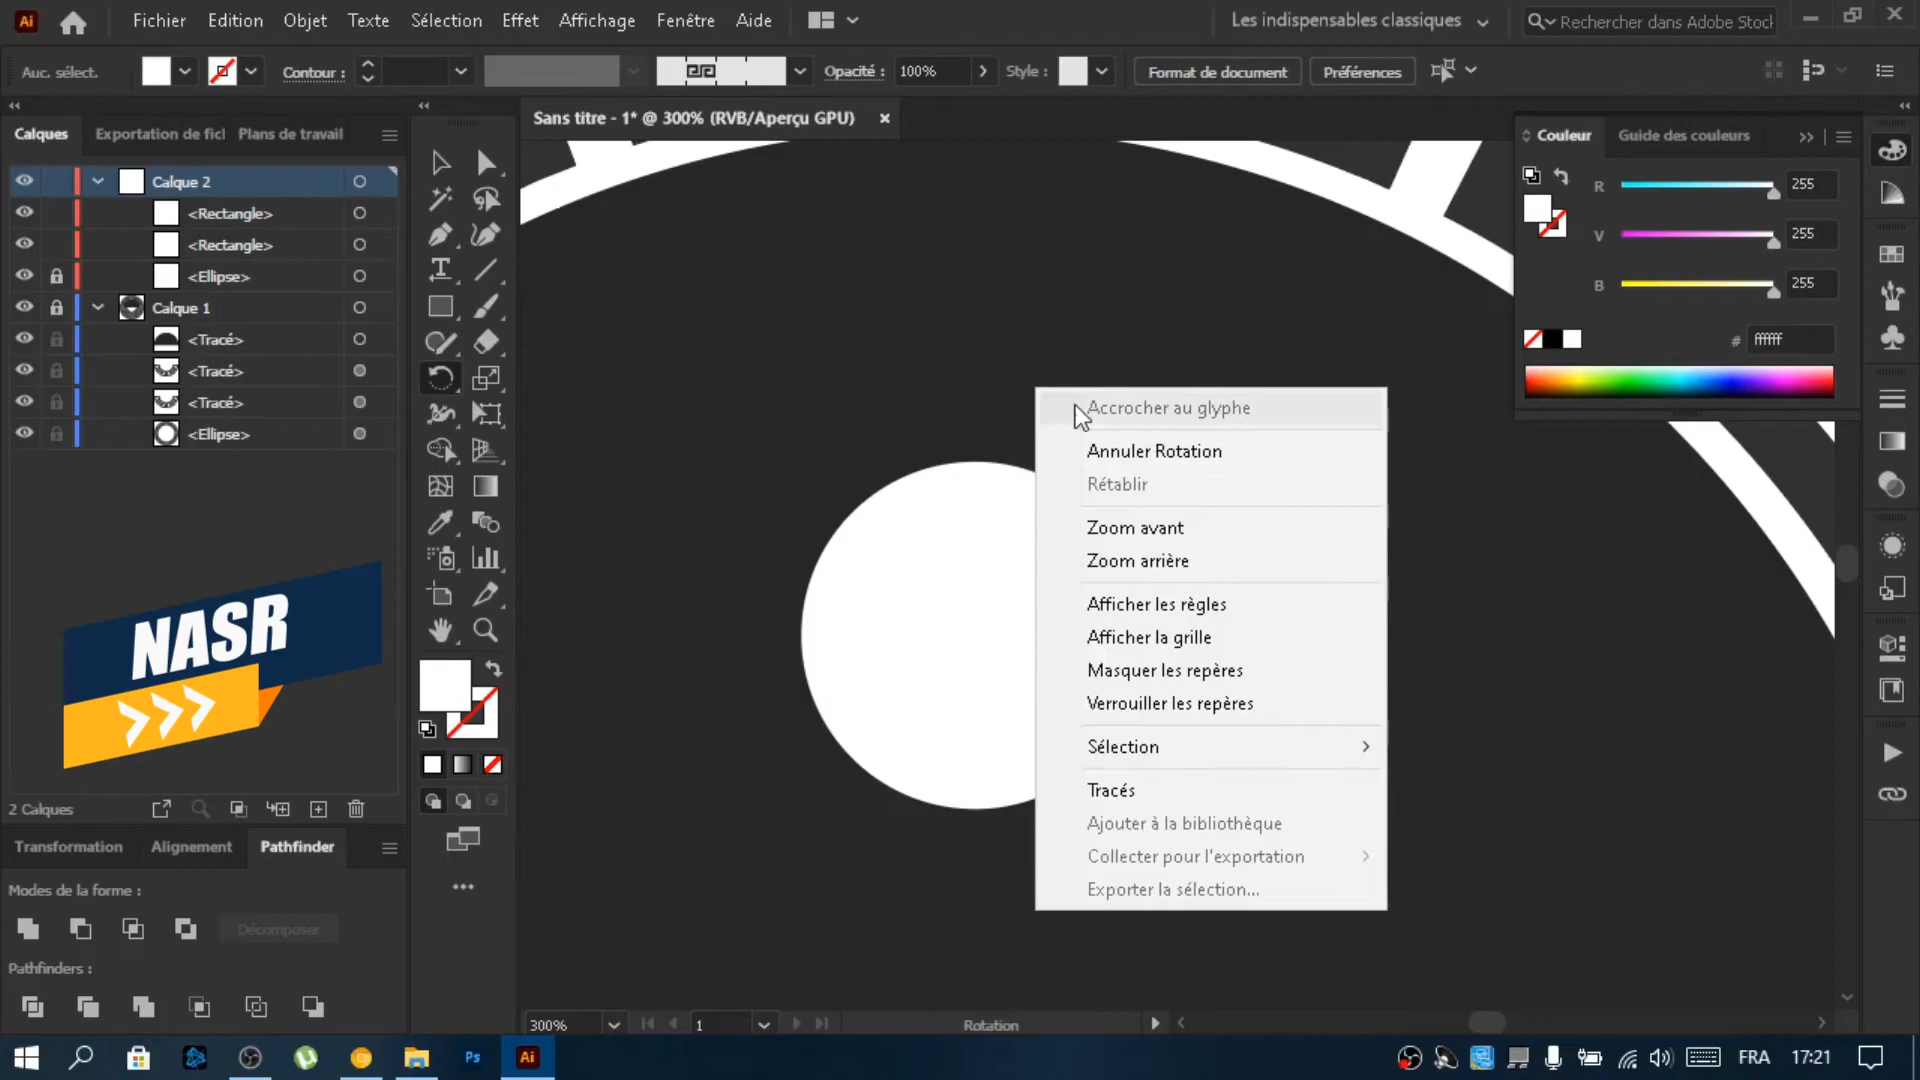 Ai Fichier Edition Objet Texte Sélection Effet Affichage Fenêtre Aide Les indispensables classiques Rechercher dans Adobe Stock
Auc. sélect. Contour : Opacité : 100% Style : Format de document Préférences
Calques Exportation de fic Plans de travail
Sans titre - 1* @ 300% (RVB/Aperçu GPU) ×
Couleur Guide des couleurs
Calque 2
<Rectangle>
<Rectangle>
<Ellipse>
Calque 1
<Tracé>
<Tracé>
<Tracé>
<Ellipse>
R 255
V 255
B 255
# ffffff
Accrocher au glyphe
Annuler Rotation
Rétablir
Zoom avant
Zoom arrière
Afficher les règles
Afficher la grille
Masquer les repères
Verrouiller les repères
Sélection
Tracés
Ajouter à la bibliothèque
Collecter pour l'exportation
Exporter la sélection...
NASR
2 Calques
Transformation Alignement Pathfinder
Modes de la forme :
Décomposer
Pathfinders :
300% 1 Rotation
Ps Ai FRA 17:21